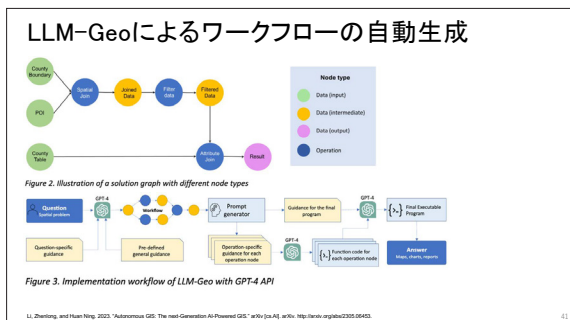 LLM-Geoによるワークフローの自動生成
County
Boundary
POI
County
Table
Spatial
Join
Joined
Data
Filter
data
Filtered
Data
Attribute
Join
Result
Node type
Data (input)
Data (intermediate)
Data (output)
Operation
Figure 2. Illustration of a solution graph with different node types
Question
Spatial problem
GPT-4
Workflow
Prompt
generator
Guidance for the final
program
GPT-4
Final Executable
Program
Question-specific
guidance
Pre-defined
general guidance
Operation-specific
guidance for each
operation node
GPT-4
Function code for
each operation node
Answer
Maps, charts, reports
Figure 3. Implementation workflow of LLM-Geo with GPT-4 API
Li, Zhenlong, and Huan Ning. 2023. “Autonomous GIS: The next-Generation AI-Powered GIS.” arXiv [cs.AI]. arXiv. http://arxiv.org/abs/2305.06453.
41